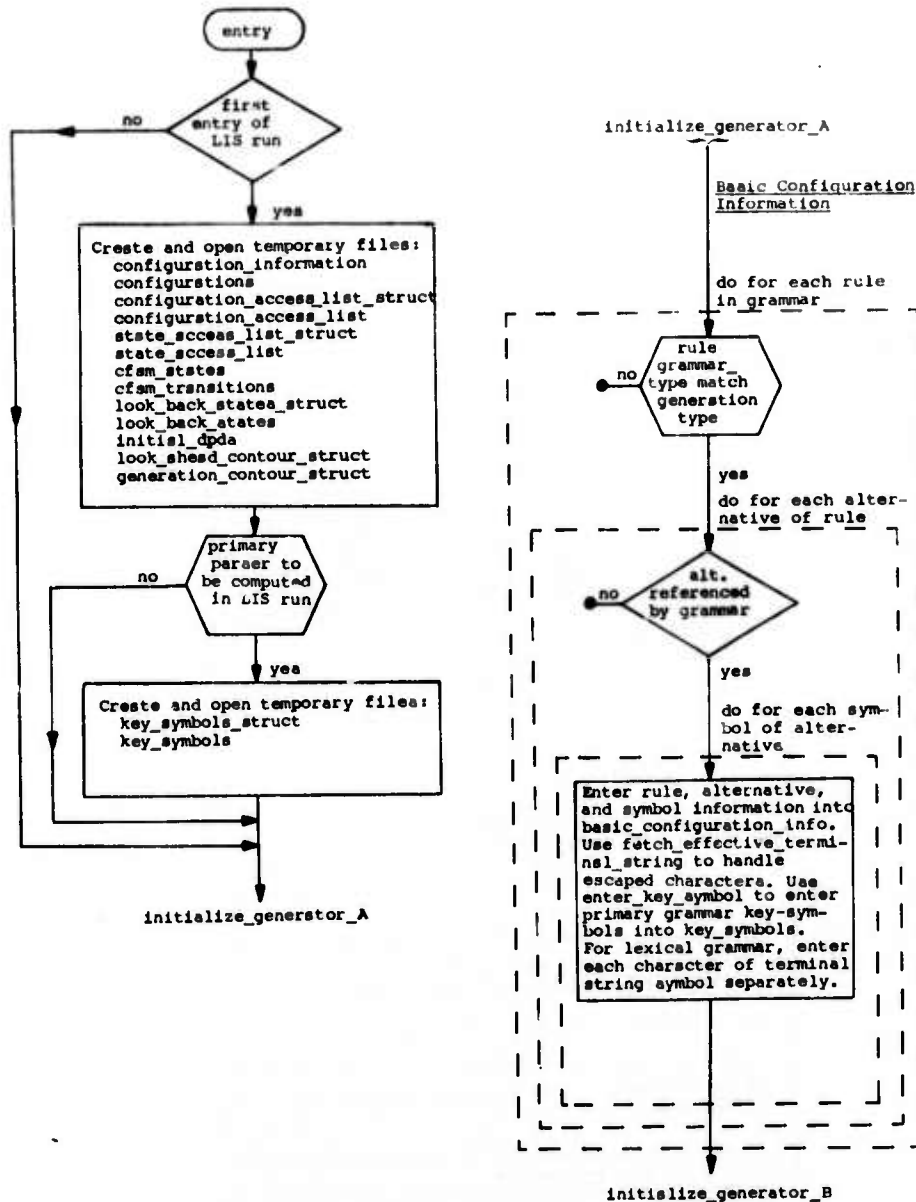 entry
first
entry of
LIS run
no
yes
Create and open temporary files:
configuration_information
configurations
configuration_access_list_struct
configuration_access_list
state_access_list_struct
state_access_list
cfsm_states
cfsm_transitions
look_back_states_struct
look_back_states
initial_dpda
look_ahead_contour_struct
generation_contour_struct
primary
parser to
be computed
in LIS run
no
yes
Create and open temporary files:
key_symbols_struct
key_symbols
initialize_generator_A
initialize_generator_A
Basic Configuration
Information
do for each rule
in grammar
rule
grammar_
type match
generation
type
no
yes
do for each alter-
native of rule
alt.
referenced
by grammar
no
yes
do for each sym-
bol of alter-
native
Enter rule, alternative,
and symbol information into
basic_configuration_info.
Use fetch_effective_termi-
nal_string to handle
escaped characters. Use
enter_key_symbol to enter
primary grammar key-sym-
bols into key_symbols.
For lexical grammar, enter
each character of terminal
string symbol separately.
initialize_generator_B